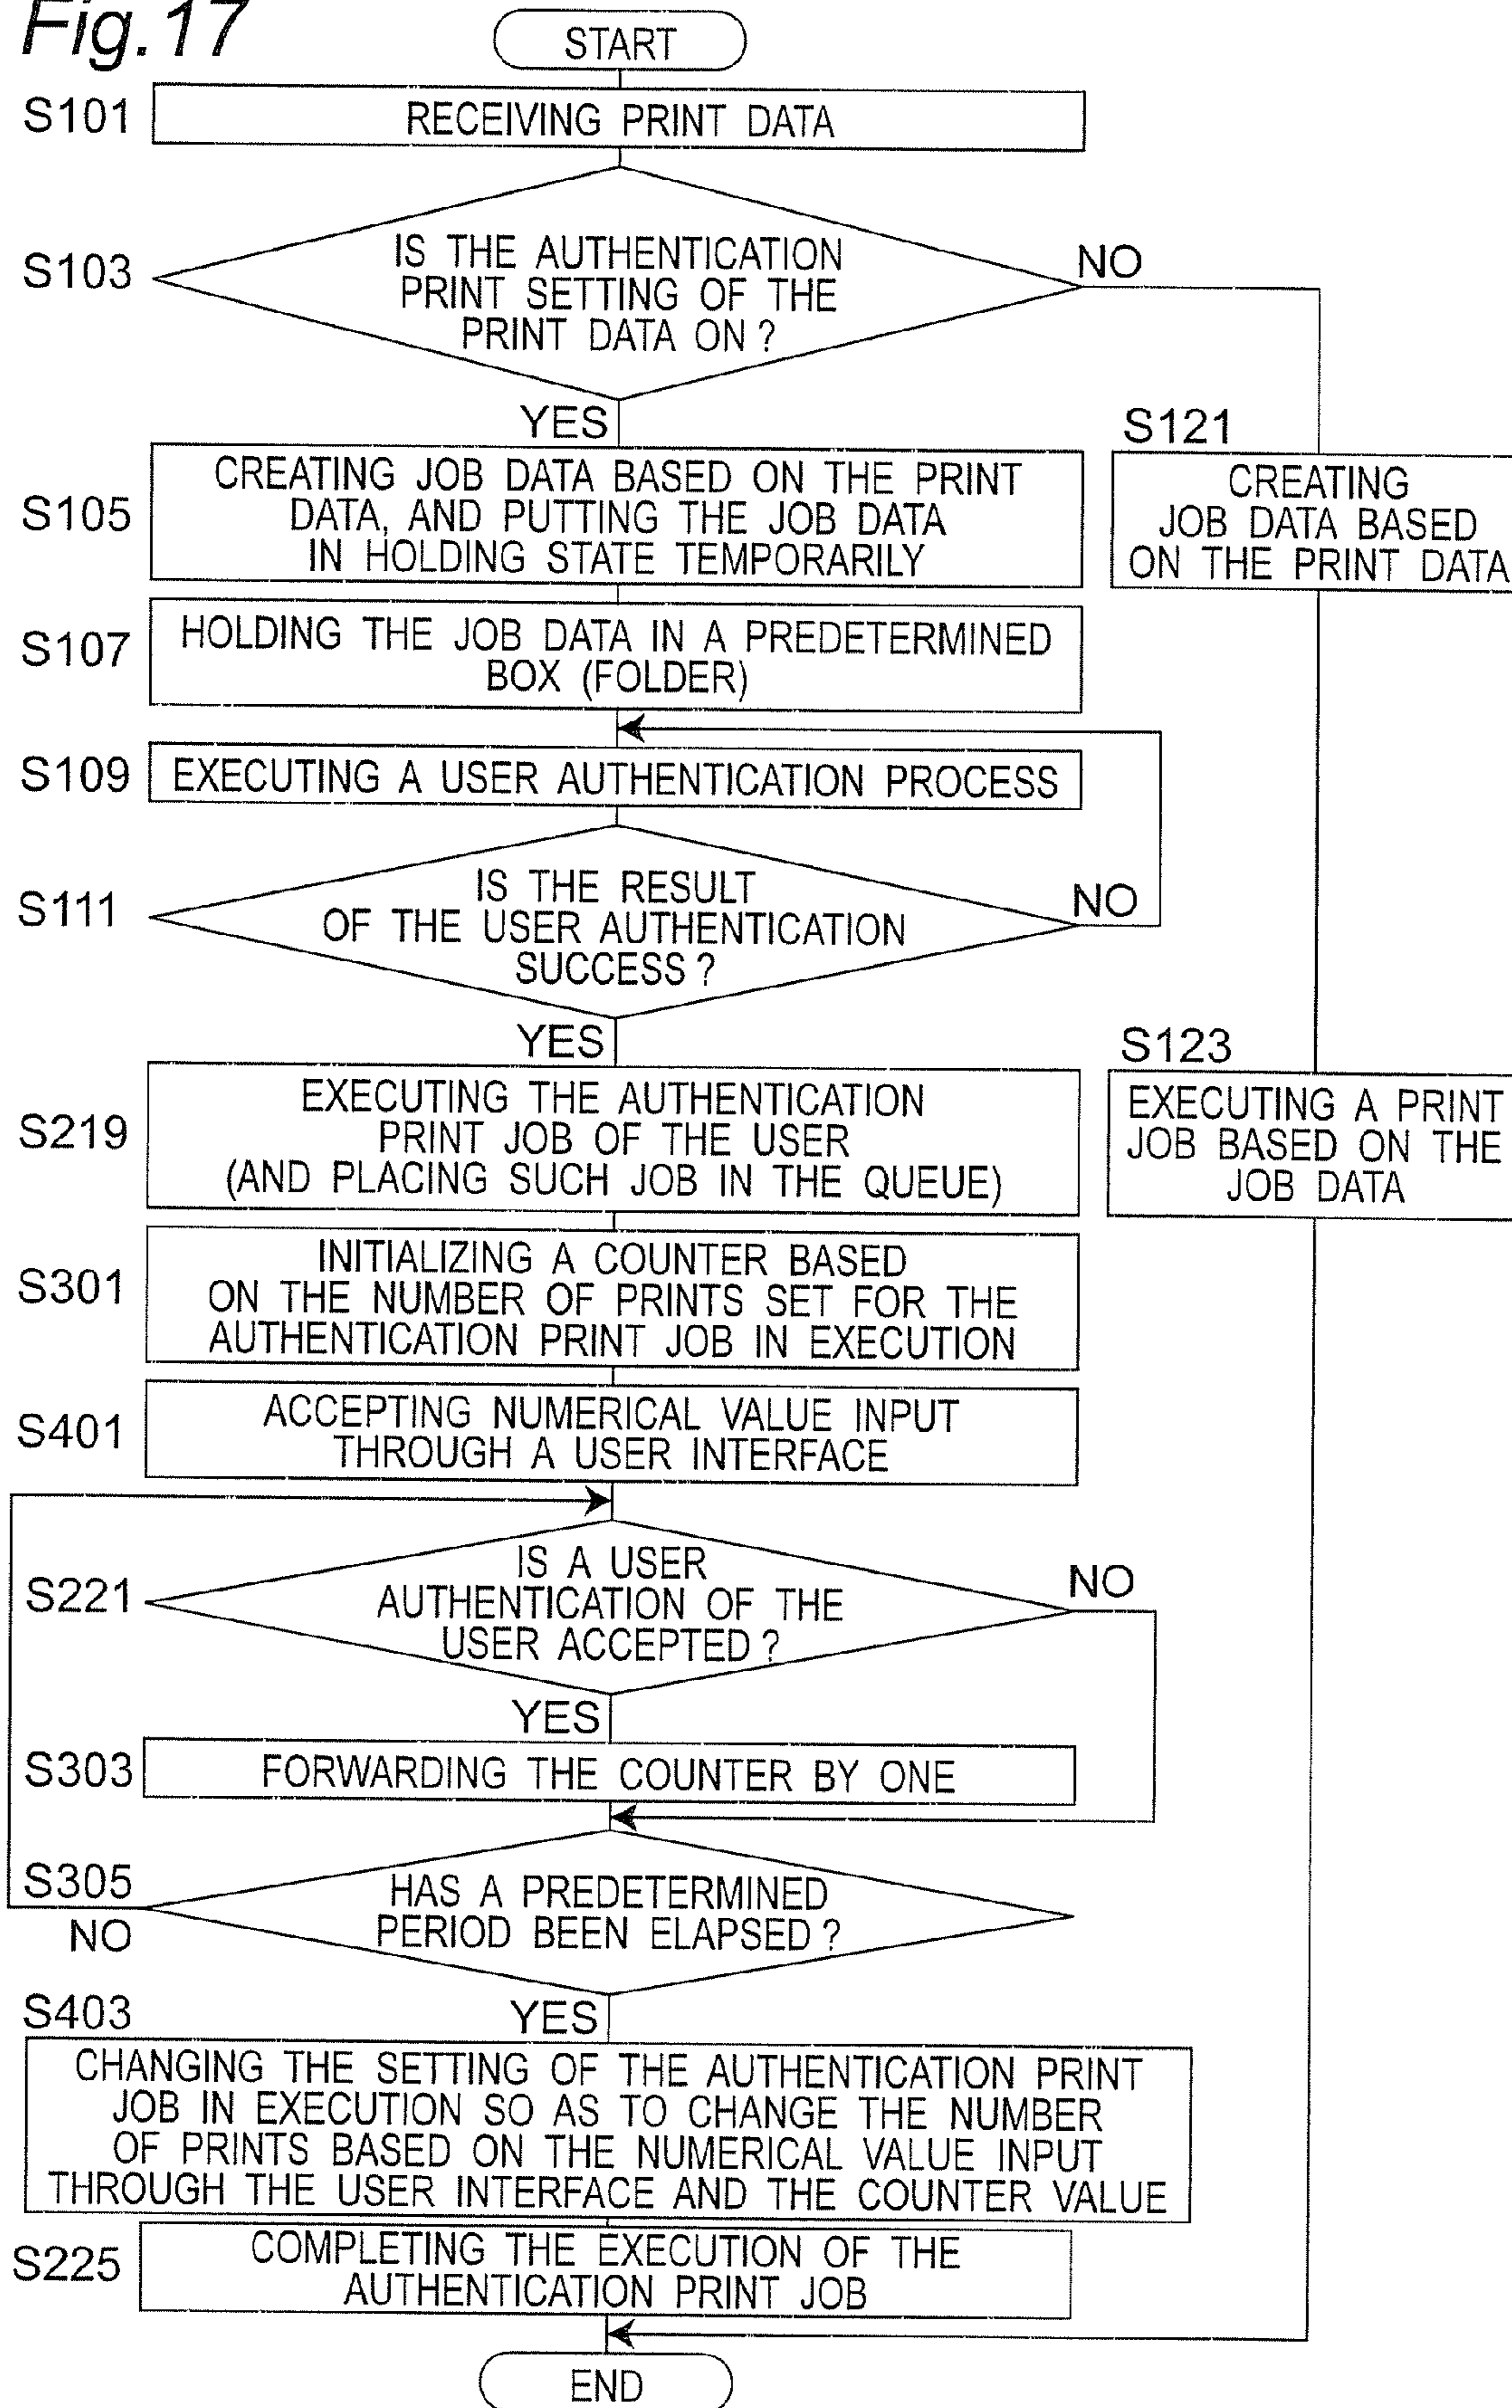 Fig.17
START
S101
RECEIVING PRINT DATA
S103
IS THE AUTHENTICATION
PRINT SETTING OF THE
PRINT DATA ON?
NO
YES
S105
CREATING JOB DATA BASED ON THE PRINT
DATA, AND PUTTING THE JOB DATA
IN HOLDING STATE TEMPORARILY
S121
CREATING
JOB DATA BASED
ON THE PRINT DATA
S107
HOLDING THE JOB DATA IN A PREDETERMINED
BOX (FOLDER)
S109
EXECUTING A USER AUTHENTICATION PROCESS
S111
IS THE RESULT
OF THE USER AUTHENTICATION
SUCCESS?
NO
YES
S219
EXECUTING THE AUTHENTICATION
PRINT JOB OF THE USER
(AND PLACING SUCH JOB IN THE QUEUE)
S123
EXECUTING A PRINT
JOB BASED ON THE
JOB DATA
S301
INITIALIZING A COUNTER BASED
ON THE NUMBER OF PRINTS SET FOR THE
AUTHENTICATION PRINT JOB IN EXECUTION
S401
ACCEPTING NUMERICAL VALUE INPUT
THROUGH A USER INTERFACE
S221
IS A USER
AUTHENTICATION OF THE
USER ACCEPTED?
NO
YES
S303
FORWARDING THE COUNTER BY ONE
S305
HAS A PREDETERMINED
PERIOD BEEN ELAPSED?
NO
YES
S403
CHANGING THE SETTING OF THE AUTHENTICATION PRINT
JOB IN EXECUTION SO AS TO CHANGE THE NUMBER
OF PRINTS BASED ON THE NUMERICAL VALUE INPUT
THROUGH THE USER INTERFACE AND THE COUNTER VALUE
S225
COMPLETING THE EXECUTION OF THE
AUTHENTICATION PRINT JOB
END